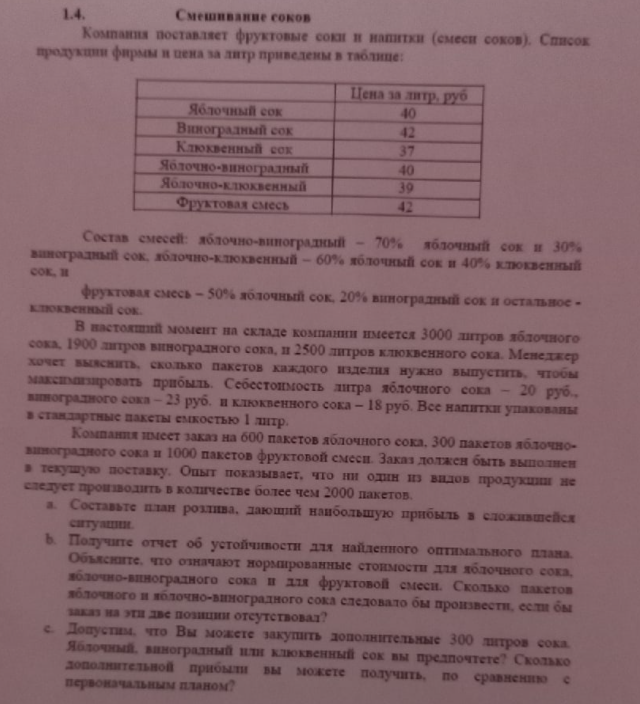 1.4. Смешивание соков
Компания поставляет фруктовые соки и напитки (смеси соков). Список
продукции фирмы и цена за литр приведены в таблице:
Цена за литр, руб
Яблочный сок 40
Виноградный сок 42
Клюквенный сок 37
Яблочно-виноградный 40
Яблочно-клюквенный 39
Фруктовая смесь 42
Состав смесей: яблочно-виноградный – 70% яблочный сок и 30%
виноградный сок, яблочно-клюквенный – 60% яблочный сок и 40% клюквенный
сок, и
фруктовая смесь – 50% яблочный сок, 20% виноградный сок и остальное -
клюквенный сок.
В настоящий момент на складе компании имеется 3000 литров яблочного
сока, 1900 литров виноградного сока, и 2500 литров клюквенного сока. Менеджер
хочет выяснить, сколько пакетов каждого изделия нужно выпустить, чтобы
максимизировать прибыль. Себестоимость литра яблочного сока – 20 руб.,
виноградного сока – 23 руб. и клюквенного сока – 18 руб. Все напитки упакованы
в стандартные пакеты емкостью 1 литр.
Компания имеет заказ на 600 пакетов яблочного сока, 300 пакетов яблочно-
виноградного сока и 1000 пакетов фруктовой смеси. Заказ должен быть выполнен
в текущую поставку. Опыт показывает, что ни один из видов продукции не
следует производить в количестве более чем 2000 пакетов.
a. Составьте план розлива, дающий наибольшую прибыль в сложившейся
ситуации.
b. Получите отчет об устойчивости для найденного оптимального плана.
Объясните, что означают нормированные стоимости для яблочного сока,
яблочно-виноградного сока и для фруктовой смеси. Сколько пакетов
яблочного и яблочно-виноградного сока следовало бы произвести, если бы
заказ на эти две позиции отсутствовал?
c. Допустим, что Вы можете закупить дополнительные 300 литров сока.
Яблочный, виноградный или клюквенный сок вы предпочтете? Сколько
дополнительной прибыли вы можете получить, по сравнению с
первоначальным планом?